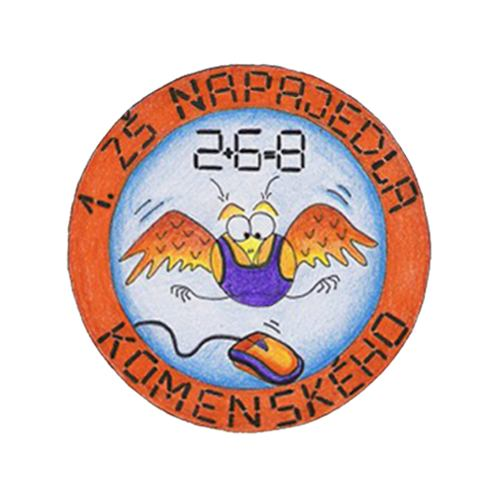 1. ZŠ NAPAJEDLA
2+6=8
KOMENSKÉHO